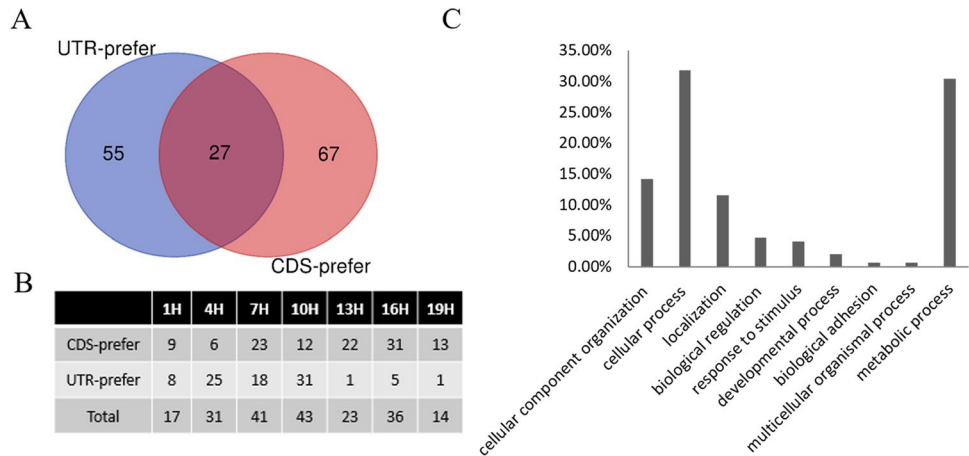 A
UTR-prefer
55 27 67
CDS-prefer
B
1H 4H 7H 10H 13H 16H 19H
CDS-prefer 9 6 23 12 22 31 13
UTR-prefer 8 25 18 31 1 5 1
Total 17 31 41 43 23 36 14
C
35.00%
30.00%
25.00%
20.00%
15.00%
10.00%
5.00%
0.00%
cellular component organization
cellular process
localization
biological regulation
response to stimulus
developmental process
biological adhesion
multicellular organismal process
metabolic process